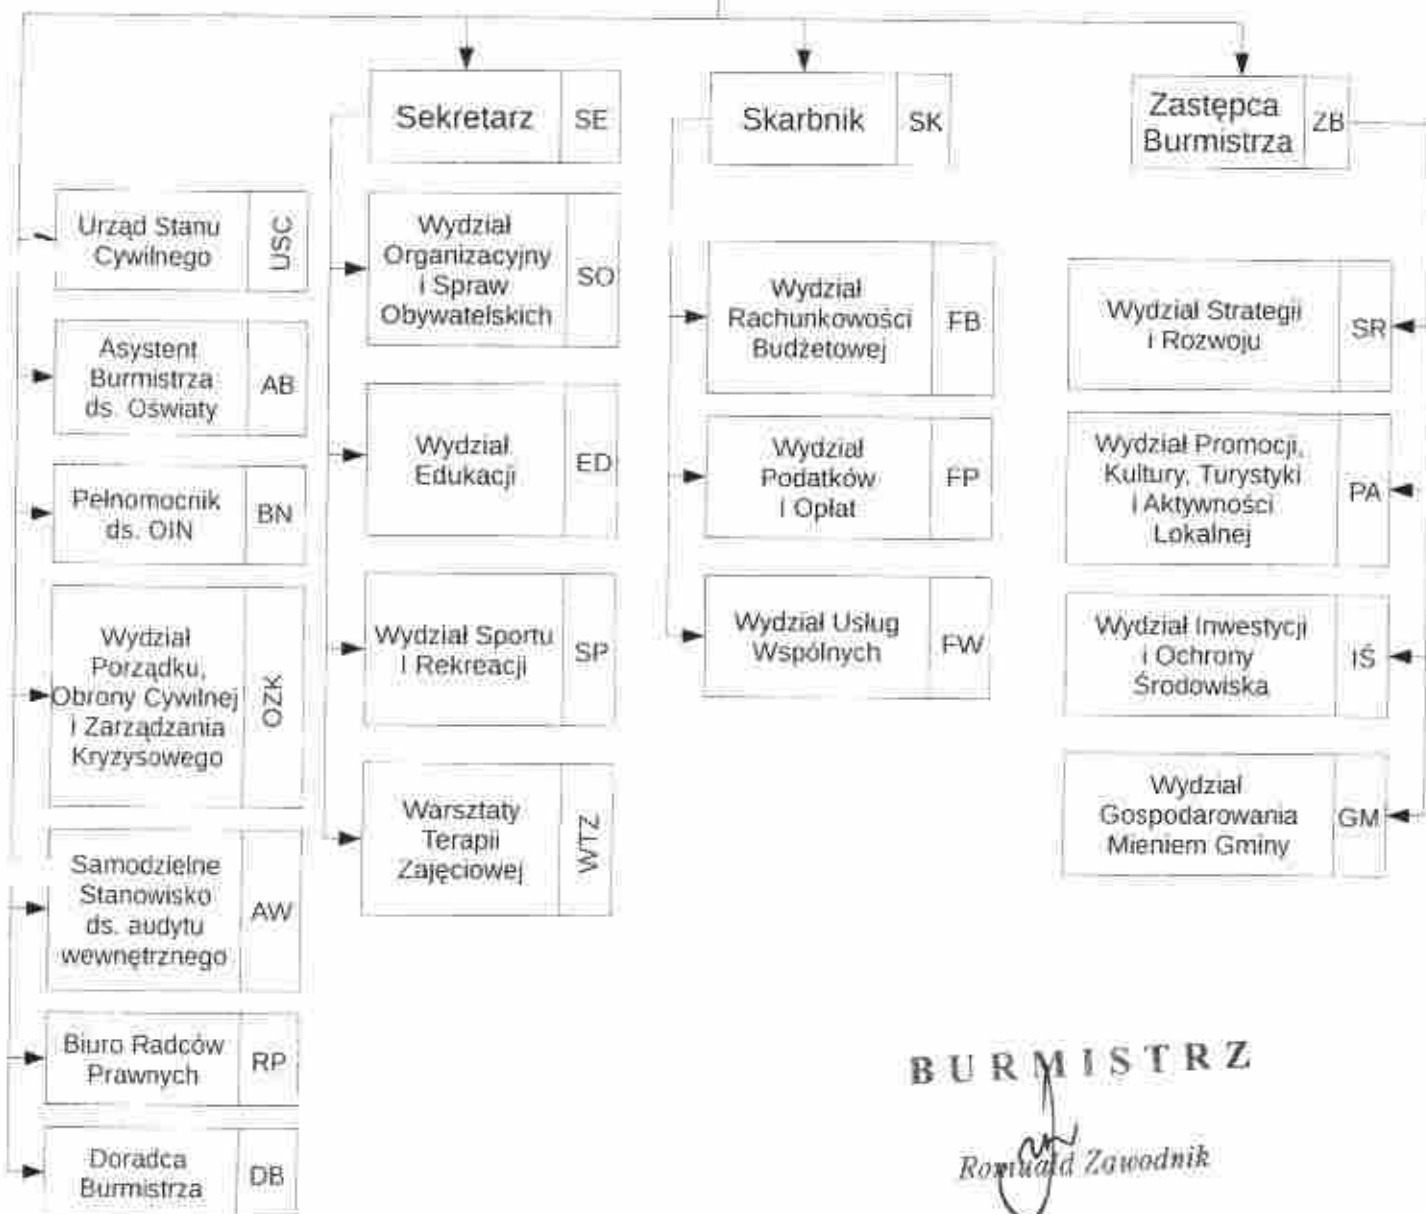 Sekretarz
SE
Skarbnik
SK
Zastępca
Burmistrza
ZB
Urząd Stanu
Cywilnego
USC
Asystent
Burmistrza
ds. Oświaty
AB
Pełnomocnik
ds. OIN
BN
Wydział
Porządku,
Obrony Cywilnej
i Zarządzania
Kryzysowego
OZK
Samodzielne
Stanowisko
ds. audytu
wewnętrznego
AW
Biuro Radców
Prawnych
RP
Doradca
Burmistrza
DB
Wydział
Organizacyjny
i Spraw
Obywatelskich
SO
Wydział
Edukacji
ED
Wydział Sportu
I Rekreacji
SP
Warsztaty
Terapii
Zajęciowej
WTZ
Wydział
Rachunkowości
Budżetowej
FB
Wydział
Podatków
I Opłat
FP
Wydział Usług
Wspólnych
FW
Wydział Strategii
i Rozwoju
SR
Wydział Promocji,
Kultury, Turystyki
i Aktywności
Lokalnej
PA
Wydział Inwestycji
i Ochrony
Środowiska
IŚ
Wydział
Gospodarowania
Mieniem Gminy
GM
BURMISTRZ
Romuald Zawodnik